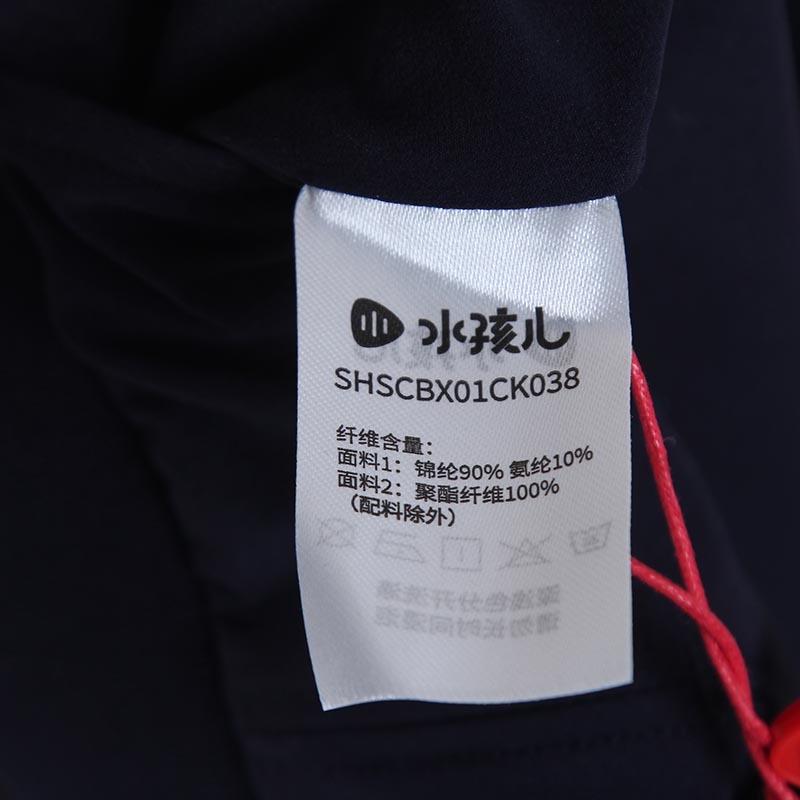 水孩儿
SHSCBX01CK038
纤维含量：
面料1：锦纶90% 氨纶10%
面料2：聚酯纤维100%
（配料除外）